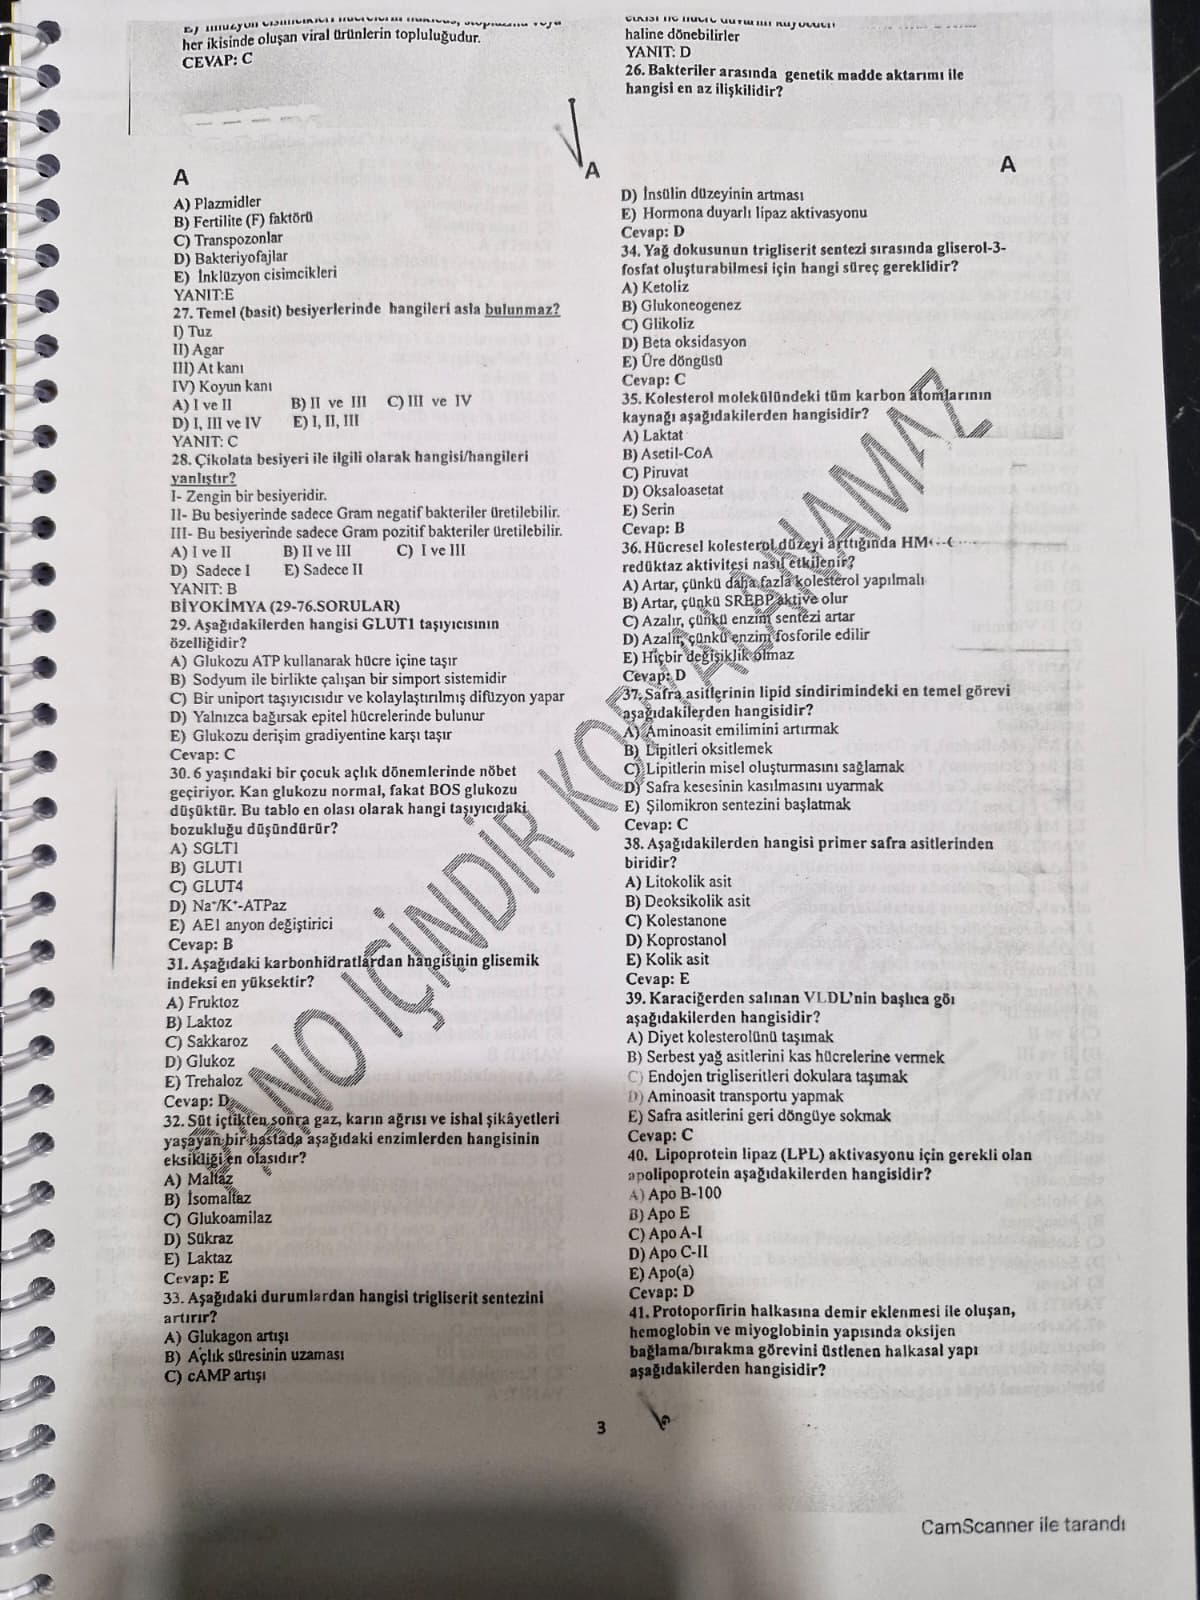 her ikisinde oluşan viral ürünlerin topluluğudur.
CEVAP: C
A
A) Plazmidler
B) Fertilite (F) faktörü
C) Transpozonlar
D) Bakteriyofajlar
E) İnklüzyon cisimcikleri
YANIT:E
27. Temel (basit) besiyerlerinde hangileri asla bulunmaz?
I) Tuz
II) Agar
III) At kanı
IV) Koyun kanı
A) I ve II B) II ve III C) III ve IV
D) I, III ve IV E) I, II, III
YANIT: C
28. Çikolata besiyeri ile ilgili olarak hangisi/hangileri
yanlıştır?
I- Zengin bir besiyeridir.
II- Bu besiyerinde sadece Gram negatif bakteriler üretilebilir.
III- Bu besiyerinde sadece Gram pozitif bakteriler üretilebilir.
A) I ve II B) II ve III C) I ve III
D) Sadece I E) Sadece II
YANIT: B
BİYOKİMYA (29-76.SORULAR)
29. Aşağıdakilerden hangisi GLUT1 taşıyıcısının
özelliğidir?
A) Glukozu ATP kullanarak hücre içine taşır
B) Sodyum ile birlikte çalışan bir simport sistemidir
C) Bir uniport taşıyıcısıdır ve kolaylaştırılmış difüzyon yapar
D) Yalnızca bağırsak epitel hücrelerinde bulunur
E) Glukozu derişim gradiyentine karşı taşır
Cevap: C
30. 6 yaşındaki bir çocuk açlık dönemlerinde nöbet
geçiriyor. Kan glukozu normal, fakat BOS glukozu
düşüktür. Bu tablo en olası olarak hangi taşıyıcıdaki
bozukluğu düşündürür?
A) SGLT1
B) GLUT1
C) GLUT4
D) Na⁺/K⁺-ATPaz
E) AE1 anyon değiştirici
Cevap: B
31. Aşağıdaki karbonhidratlardan hangisinin glisemik
indeksi en yüksektir?
A) Fruktoz
B) Laktoz
C) Sakkaroz
D) Glukoz
E) Trehaloz
Cevap: D
32. Süt içtikten sonra gaz, karın ağrısı ve ishal şikâyetleri
yaşayan bir hastada aşağıdaki enzimlerden hangisinin
eksikliği en olasıdır?
A) Maltaz
B) İsomaltaz
C) Glukoamilaz
D) Sükraz
E) Laktaz
Cevap: E
33. Aşağıdaki durumlardan hangisi trigliserit sentezini
artırır?
A) Glukagon artışı
B) Açlık süresinin uzaması
C) cAMP artışı
haline dönebilirler
YANIT: D
26. Bakteriler arasında genetik madde aktarımı ile
hangisi en az ilişkilidir?
A
A
D) İnsülin düzeyinin artması
E) Hormona duyarlı lipaz aktivasyonu
Cevap: D
34. Yağ dokusunun trigliserit sentezi sırasında gliserol-3-
fosfat oluşturabilmesi için hangi süreç gereklidir?
A) Ketoliz
B) Glukoneogenez
C) Glikoliz
D) Beta oksidasyon
E) Üre döngüsü
Cevap: C
35. Kolesterol molekülündeki tüm karbon atomlarının
kaynağı aşağıdakilerden hangisidir?
A) Laktat
B) Asetil-CoA
C) Piruvat
D) Oksaloasetat
E) Serin
Cevap: B
36. Hücresel kolesterol düzeyi arttığında
redüktaz aktivitesi nasıl etkilenir?
A) Artar, çünkü daha fazla kolesterol yapılmalı
B) Artar, çünkü SREBP aktive olur
C) Azalır, çünkü enzim sentezi artar
D) Azalır, çünkü enzim fosforile edilir
E) Hiçbir değişiklik olmaz
Cevap: D
37. Safra asitlerinin lipid sindirimindeki en temel görevi
aşağıdakilerden hangisidir?
A) Aminoasit emilimini artırmak
B) Lipitleri oksitlemek
C) Lipitlerin misel oluşturmasını sağlamak
D) Safra kesesinin kasılmasını uyarmak
E) Şilomikron sentezini başlatmak
Cevap: C
38. Aşağıdakilerden hangisi primer safra asitlerinden
biridir?
A) Litokolik asit
B) Deoksikolik asit
C) Kolestanone
D) Koprostanol
E) Kolik asit
Cevap: E
39. Karaciğerden salınan VLDL'nin başlıca
aşağıdakilerden hangisidir?
A) Diyet kolesterolünü taşımak
B) Serbest yağ asitlerini kas hücrelerine vermek
C) Endojen trigliseritleri dokulara taşımak
D) Aminoasit transportu yapmak
E) Safra asitlerini geri döngüye sokmak
Cevap: C
40. Lipoprotein lipaz (LPL) aktivasyonu için gerekli olan
apolipoprotein aşağıdakilerden hangisidir?
A) Apo B-100
B) Apo E
C) Apo A-I
D) Apo C-II
E) Apo(a)
Cevap: D
41. Protoporfirin halkasına demir eklenmesi ile oluşan,
hemoglobin ve miyoglobinin yapısında oksijen
bağlama/bırakma görevini üstlenen halkasal yapı
aşağıdakilerden hangisidir?
İÇİNDİR KOPYALANAMAZ
3
CamScanner ile tarandı